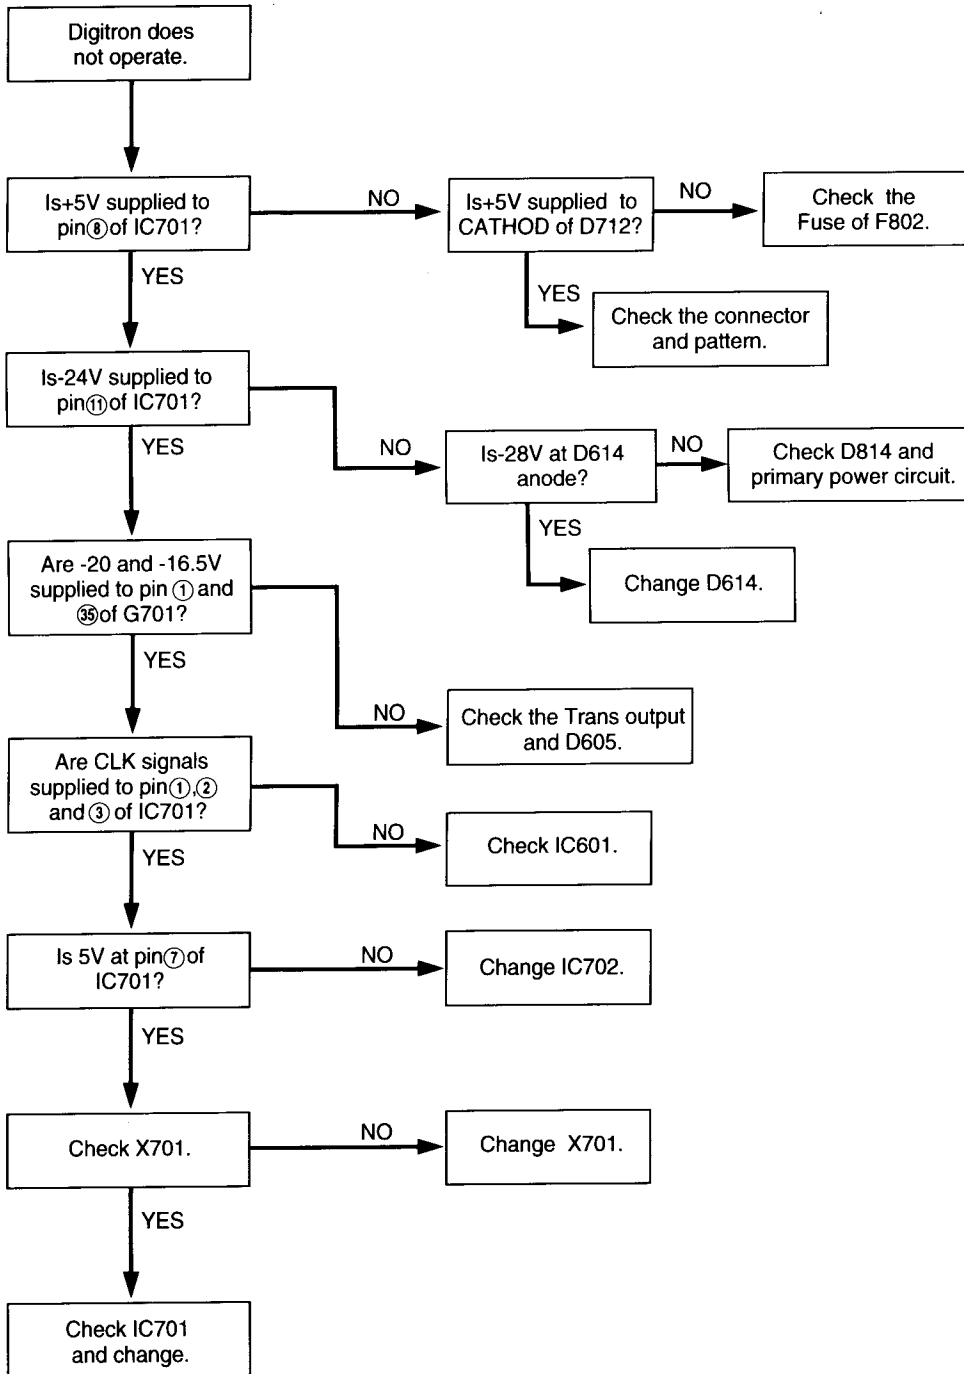 Digitron does
not operate.
Is+5V supplied to
pin⑧of IC701?
NO
Is+5V supplied to
CATHOD of D712?
NO
Check the
Fuse of F802.
YES
YES
Check the connector
and pattern.
Is-24V supplied to
pin⑪of IC701?
NO
Is-28V at D614
anode?
NO
Check D814 and
primary power circuit.
YES
YES
Change D614.
Are -20 and -16.5V
supplied to pin ① and
㉟of G701?
NO
Check the Trans output
and D605.
YES
Are CLK signals
supplied to pin①,②
and ③ of IC701?
NO
Check IC601.
YES
Is 5V at pin⑦of
IC701?
NO
Change IC702.
YES
Check X701.
NO
Change X701.
YES
Check IC701
and change.